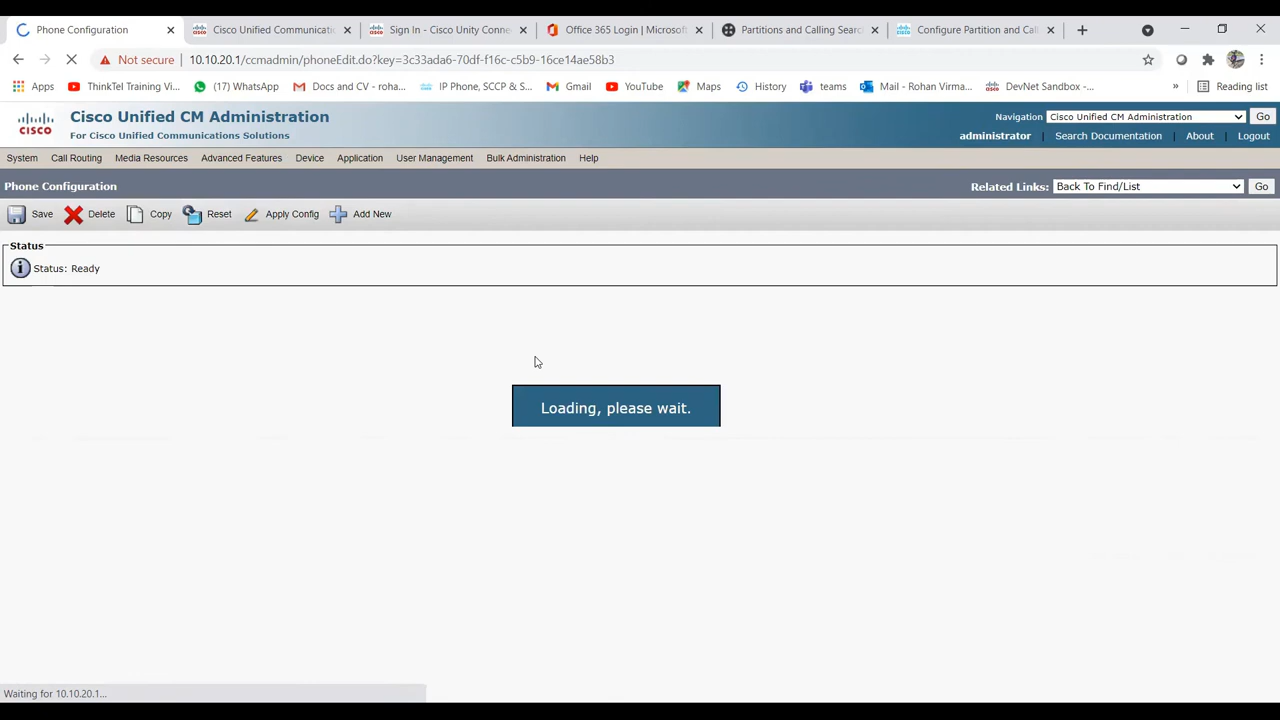 Phone Configuration
Cisco Unified Communicatio
Sign In - Cisco Unity Conne
Office 365 Login | Microsof
Partitions and Calling Searc
Configure Partition and Cal
Not secure
10.10.20.1/ccmadmin/phoneEdit.do?key=3c33ada6-70df-f16c-c5b9-16ce14ae58b3
Apps
ThinkTel Training Vi...
(17) WhatsApp
Docs and CV - roha...
IP Phone, SCCP & S...
Gmail
YouTube
Maps
History
teams
Mail - Rohan Virma...
DevNet Sandbox -...
»
Reading list
CISCO
Cisco Unified CM Administration
For Cisco Unified Communications Solutions
Navigation
Cisco Unified CM Administration
Go
administrator
Search Documentation
About
Logout
System
Call Routing
Media Resources
Advanced Features
Device
Application
User Management
Bulk Administration
Help
Phone Configuration
Related Links:
Back To Find/List
Go
Save
Delete
Copy
Reset
Apply Config
Add New
Status
Status: Ready
Loading, please wait.
Waiting for 10.10.20.1...